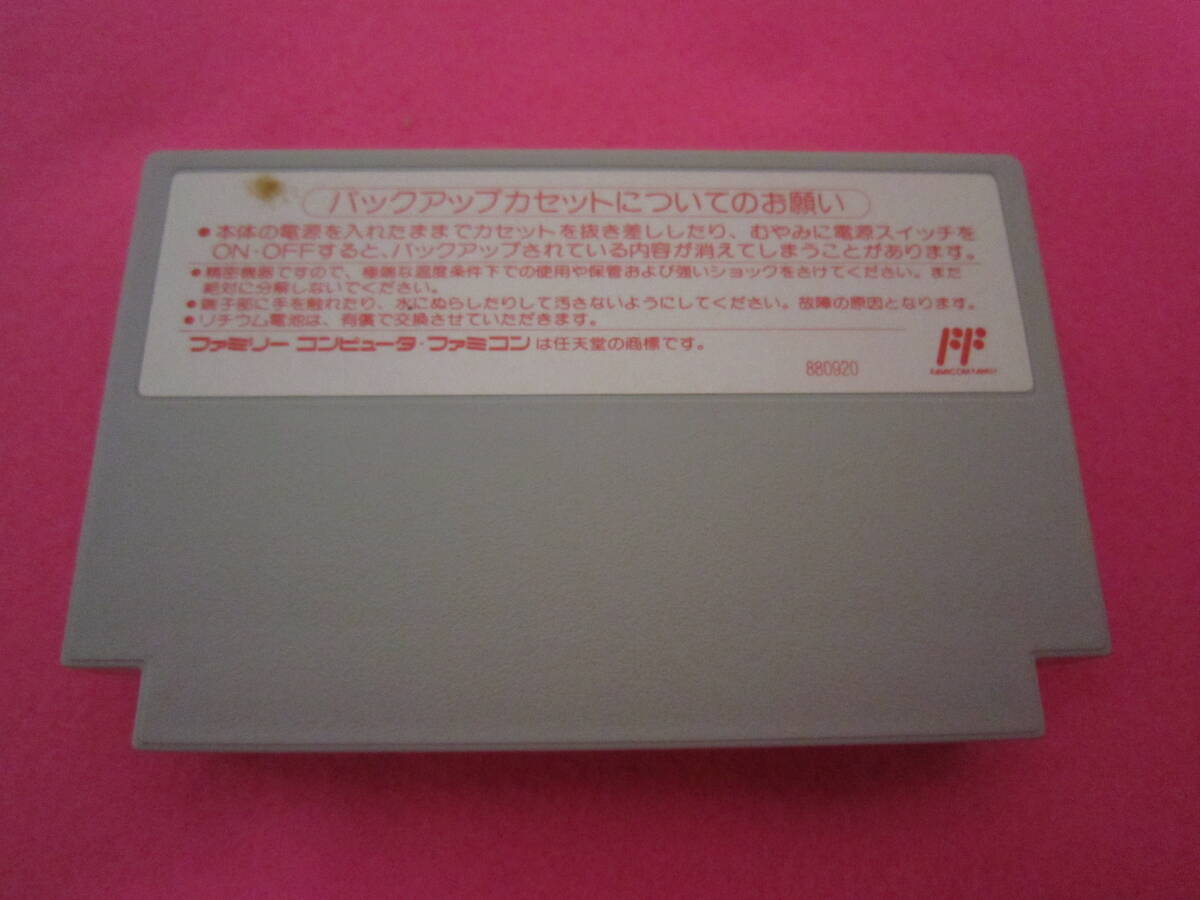 バックアップカセットについてのお願い
●本体の電源を入れたままでカセットを抜き差ししたり、むやみに電源スイッチを
ON・OFFすると、バックアップされている内容が消えてしまうことがあります。
●精密機器ですので、極端な温度条件下での使用や保管および強いショックをさけてください。また
絶対に分解しないでください。
●端子部に手を触れたり、水にぬらしたりして汚さないようにしてください。故障の原因となります。
●リチウム電池は、有償で交換させていただきます。
ファミリー コンピュータ・ファミコンは任天堂の商標です。
880920
FAMICOM FAMILY